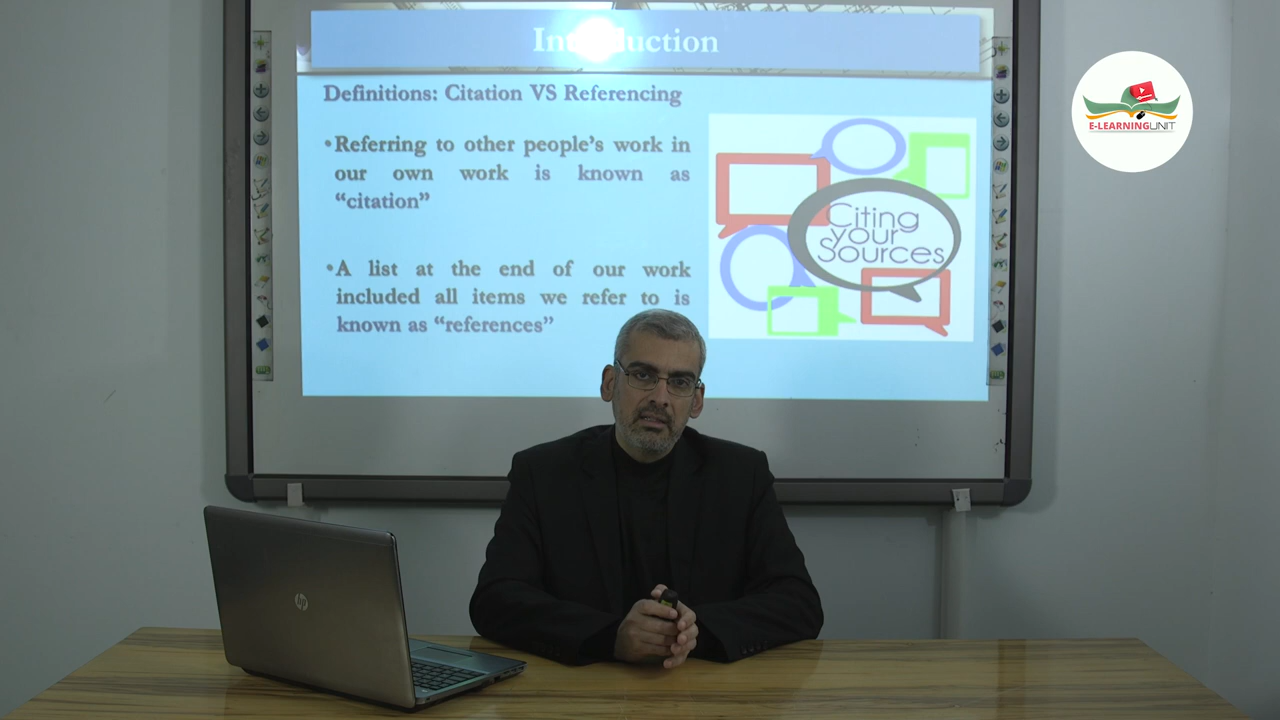 Introduction
Definitions: Citation VS Referencing
•Referring to other people's work in
our own work is known as
“citation”
•A list at the end of our work
included all items we refer to is
known as “references”
Citing
your
Sources
E-LEARNINGUNIT
hp